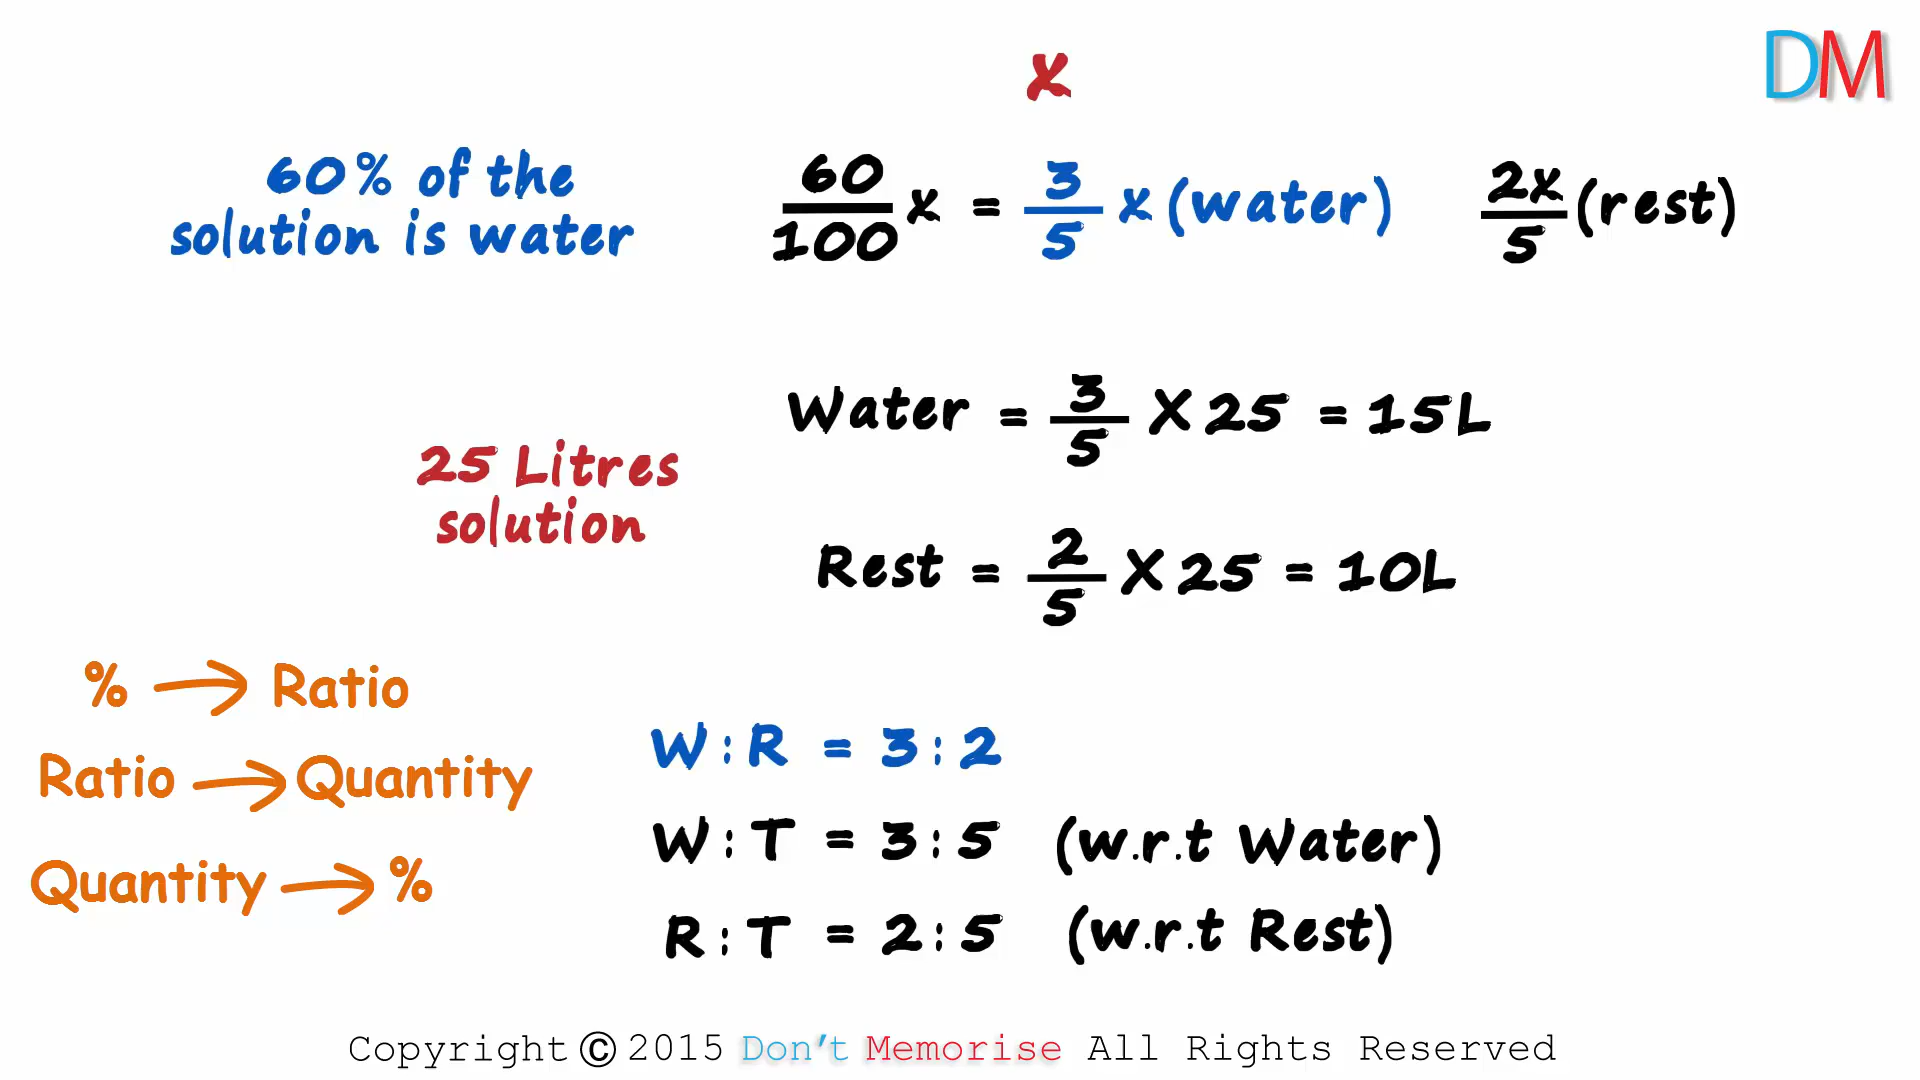 DM
x
60% of the
solution is water
60/100 x = 3/5 x (water)
2x/5 (rest)
25 Litres
solution
Water = 3/5 X 25 = 15L
Rest = 2/5 X 25 = 10L
% → Ratio
Ratio → Quantity
Quantity → %
W : R = 3 : 2
W : T = 3 : 5 (w.r.t Water)
R : T = 2 : 5 (w.r.t Rest)
Copyright © 2015 Don't Memorise All Rights Reserved